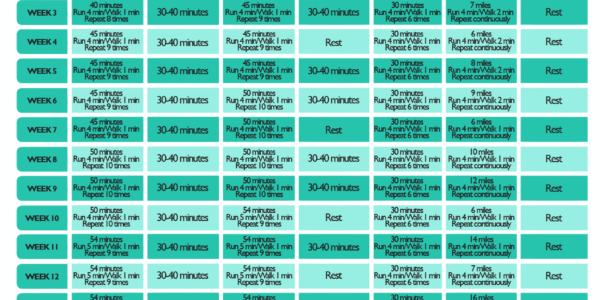 WEEK 3
40 minutes
Run 4 min/Walk 1 min
Repeat 8 times
30-40 minutes
45 minutes
Run 4 min/Walk 1 min
Repeat 9 times
30-40 minutes
30 minutes
Run 4 min/Walk 1 min
Repeat 6 times
7 miles
Run 4 min/Walk 2 min
Repeat continuously
Rest
WEEK 4
45 minutes
Run 4 min/Walk 1 min
Repeat 9 times
30-40 minutes
45 minutes
Run 4 min/Walk 1 min
Repeat 9 times
Rest
30 minutes
Run 4 min/Walk 1 min
Repeat 6 times
6 miles
Run 4 min/Walk 2 min
Repeat continuously
Rest
WEEK 5
45 minutes
Run 4 min/Walk 1 min
Repeat 9 times
30-40 minutes
45 minutes
Run 4 min/Walk 1 min
Repeat 9 times
30-40 minutes
30 minutes
Run 4 min/Walk 1 min
Repeat 6 times
8 miles
Run 4 min/Walk 2 min
Repeat continuously
Rest
WEEK 6
45 minutes
Run 4 min/Walk 1 min
Repeat 9 times
30-40 minutes
50 minutes
Run 4 min/Walk 1 min
Repeat 10 times
30-40 minutes
30 minutes
Run 4 min/Walk 1 min
Repeat 6 times
9 miles
Run 4 min/Walk 2 min
Repeat continuously
Rest
WEEK 7
45 minutes
Run 4 min/Walk 1 min
Repeat 9 times
30-40 minutes
50 minutes
Run 4 min/Walk 1 min
Repeat 10 times
Rest
30 minutes
Run 4 min/Walk 1 min
Repeat 6 times
6 miles
Run 4 min/Walk 1 min
Repeat continuously
Rest
WEEK 8
50 minutes
Run 4 min/Walk 1 min
Repeat 10 times
30-40 minutes
50 minutes
Run 4 min/Walk 1 min
Repeat 10 times
30-40 minutes
30 minutes
Run 4 min/Walk 1 min
Repeat 6 times
10 miles
Run 4 min/Walk 1 min
Repeat continuously
Rest
WEEK 9
50 minutes
Run 4 min/Walk 1 min
Repeat 10 times
30-40 minutes
50 minutes
Run 4 min/Walk 1 min
Repeat 10 times
30-40 minutes
30 minutes
Run 4 min/Walk 1 min
Repeat 6 times
12 miles
Run 4 min/Walk 1 min
Repeat continuously
Rest
WEEK 10
50 minutes
Run 4 min/Walk 1 min
Repeat 10 times
30-40 minutes
54 minutes
Run 5 min/Walk 1 min
Repeat 9 times
Rest
30 minutes
Run 4 min/Walk 1 min
Repeat 6 times
6 miles
Run 4 min/Walk 1 min
Repeat continuously
Rest
WEEK 11
54 minutes
Run 5 min/Walk 1 min
Repeat 9 times
30-40 minutes
54 minutes
Run 5 min/Walk 1 min
Repeat 9 times
30-40 minutes
30 minutes
Run 4 min/Walk 1 min
Repeat 6 times
14 miles
Run 4 min/Walk 1 min
Repeat continuously
Rest
WEEK 12
54 minutes
Run 5 min/Walk 1 min
Repeat 9 times
30-40 minutes
54 minutes
Run 5 min/Walk 1 min
Repeat 9 times
Rest
30 minutes
Run 4 min/Walk 1 min
Repeat 6 times
7 miles
Run 4 min/Walk 1 min
Repeat continuously
Rest
54 minutes
54 minutes
30 minutes
16 miles